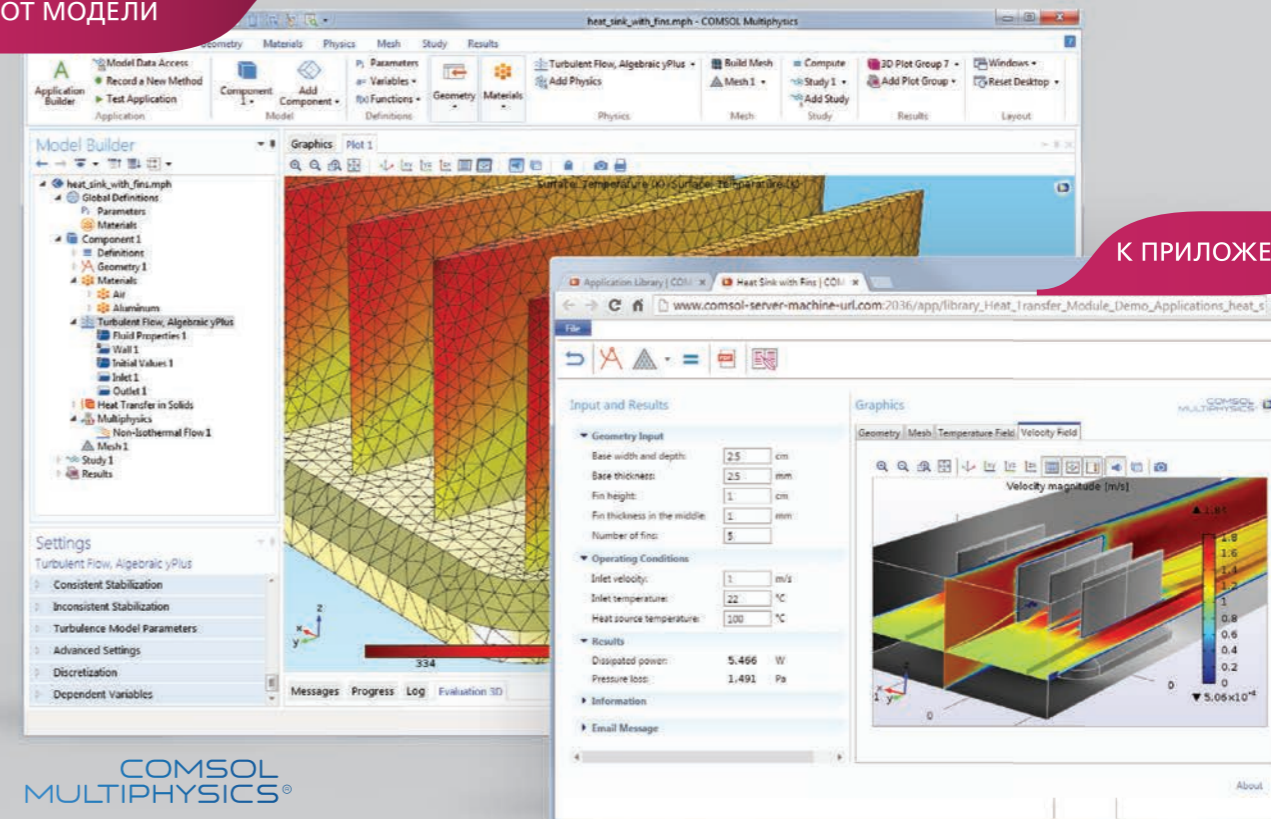 ОТ МОДЕЛИ
heat_sink_with_fins.mph - COMSOL Multiphysics
Materials Physics Mesh Study Results
Application Builder
Model Data Access
Record a New Method
Test Application
Application
Component 1
Add Component
Model
Parameters
Variables
Functions
Definitions
Geometry
Materials
Turbulent Flow, Algebraic yPlus
Add Physics
Physics
Build Mesh
Mesh 1
Mesh
Compute
Study 1
Add Study
Study
3D Plot Group 7
Add Plot Group
Results
Windows
Reset Desktop
Layout
Model Builder
heat_sink_with_fins.mph
Global Definitions
Parameters
Materials
Component 1
Definitions
Geometry 1
Materials
Air
Aluminum
Turbulent Flow, Algebraic yPlus
Fluid Properties 1
Wall 1
Initial Values 1
Inlet 1
Outlet 1
Heat Transfer in Solids
Multiphysics
Non-Isothermal Flow 1
Mesh 1
Study 1
Results
Settings
Turbulent Flow, Algebraic yPlus
Consistent Stabilization
Inconsistent Stabilization
Turbulence Model Parameters
Advanced Settings
Discretization
Dependent Variables
Graphics Plot 1
z
x
y
334
Messages Progress Log Evaluation 3D
COMSOL
MULTIPHYSICS®
К ПРИЛОЖЕ
Application Library | COM Heat Sink with Fins | COM
www.comsol-server-machine-url.com:2036/app/library_Heat_Transfer_Module_Demo_Applications_heat_s
File
Input and Results
Geometry Input
Base width and depth: 2.5 cm
Base thickness: 2.5 mm
Fin height: 1 cm
Fin thickness in the middle: 1 mm
Number of fins: 5
Operating Conditions
Inlet velocity: 1 m/s
Inlet temperature: 22 °C
Heat source temperature: 100 °C
Results
Dissipated power: 5.466 W
Pressure loss: 1.491 Pa
Information
Email Message
Graphics
COMSOL
MULTIPHYSICS
Geometry Mesh Temperature Field Velocity Field
Velocity magnitude [m/s]
▲ 1.84
1.8
1.6
1.4
1.2
1
0.8
0.6
0.4
0.2
0
▼ 5.06×10⁻⁴
About